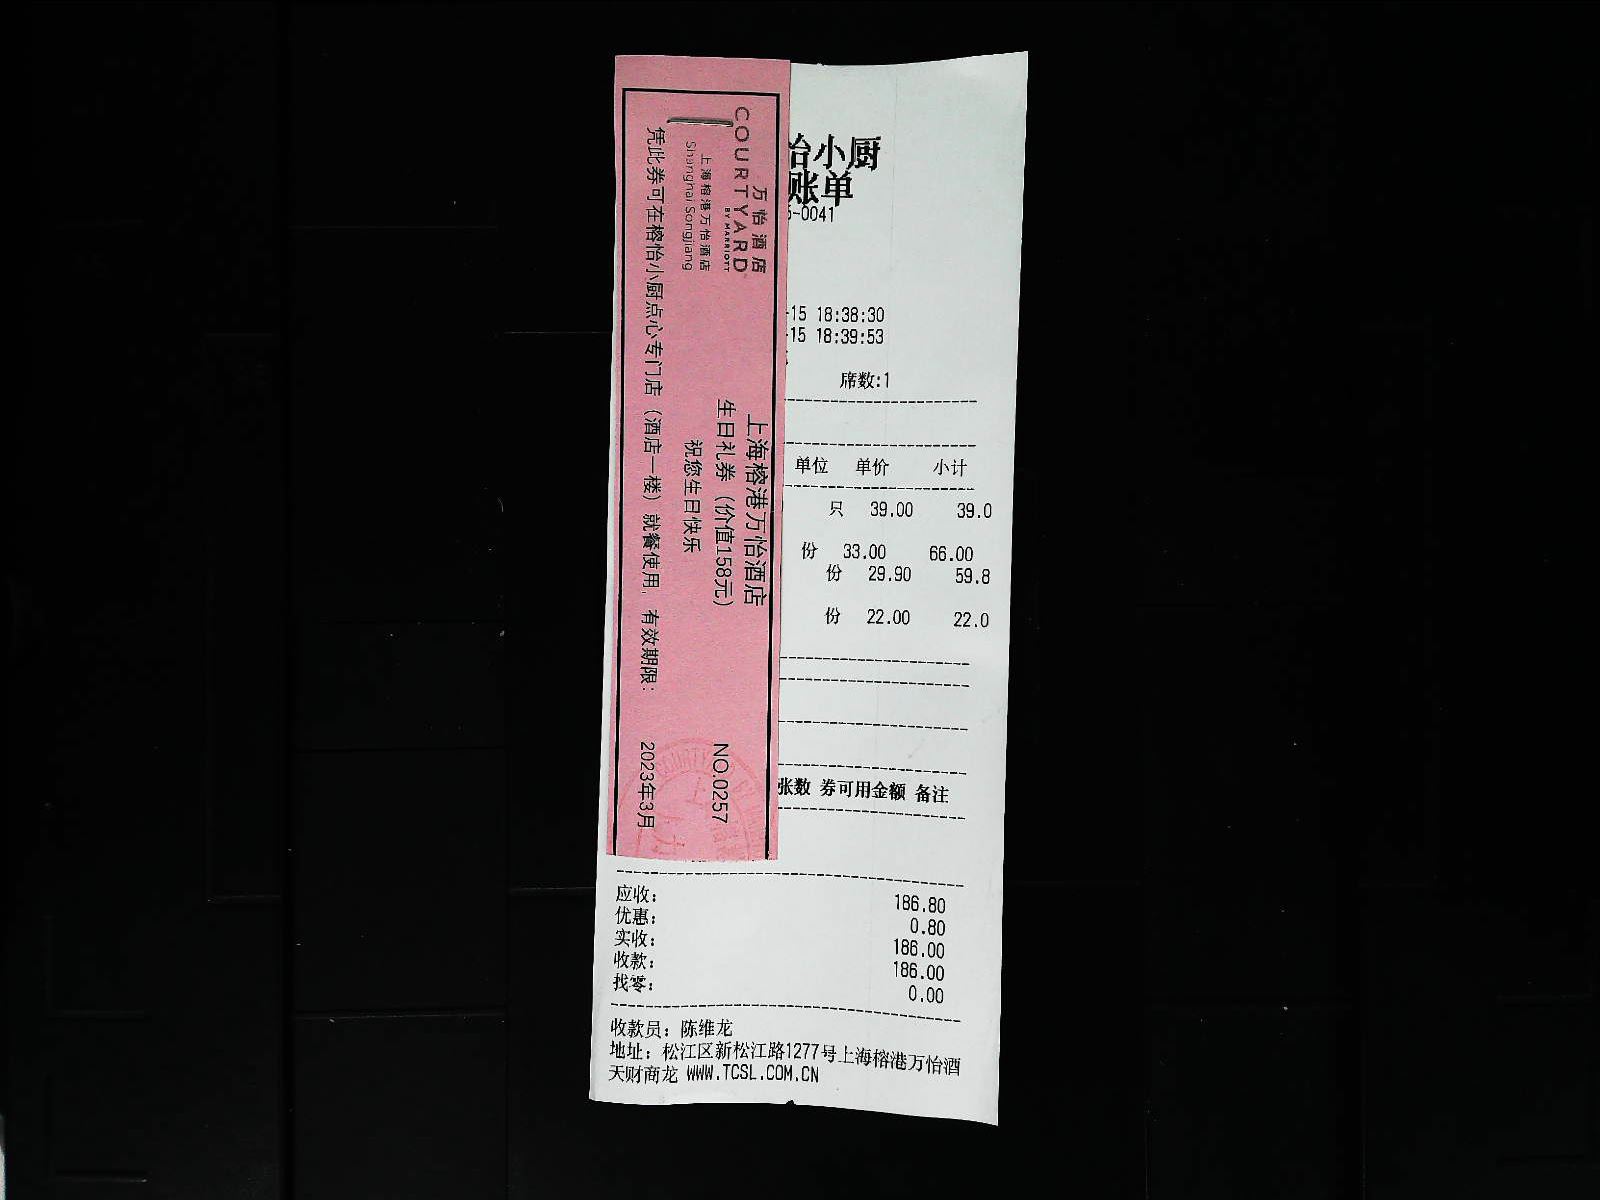 万怡酒店
COURTYARD
BY MARRIOTT
上海榕港万怡酒店
Shanghai Songjiang
上海榕港万怡酒店
生日礼券（价值158元）
祝您生日快乐
凭此券可在榕怡小厨点心专门店（酒店一楼）就餐使用，有效期限：
NO.0257
2023年3月
怡小厨
账单
-0041
-15 18:38:30
-15 18:39:53
席数:1
单位 单价 小计
只 39.00 39.0
份 33.00 66.00
份 29.90 59.8
份 22.00 22.0
张数 券可用金额 备注
应收: 186.80
优惠: 0.80
实收: 186.00
收款: 186.00
找零: 0.00
收款员: 陈维龙
地址: 松江区新松江路1277号上海榕港万怡酒
天财商龙 WWW.TCSL.COM.CN